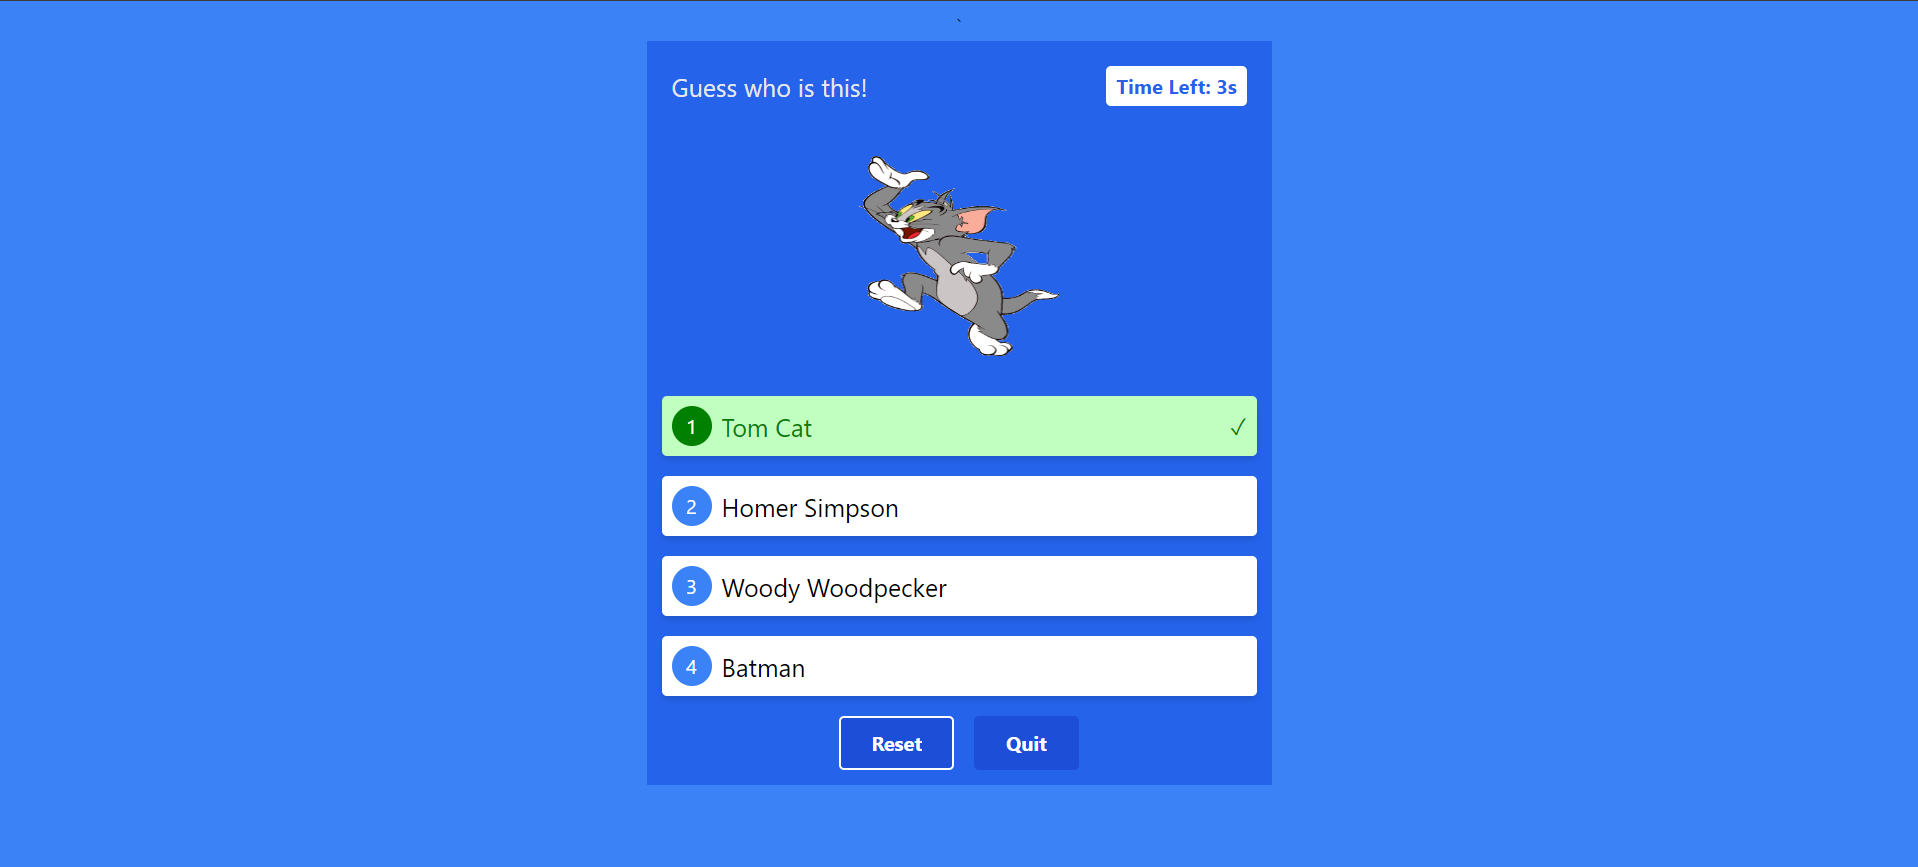 `
Guess who is this!
Time Left: 3s
1 Tom Cat ✓
2 Homer Simpson
3 Woody Woodpecker
4 Batman
Reset
Quit